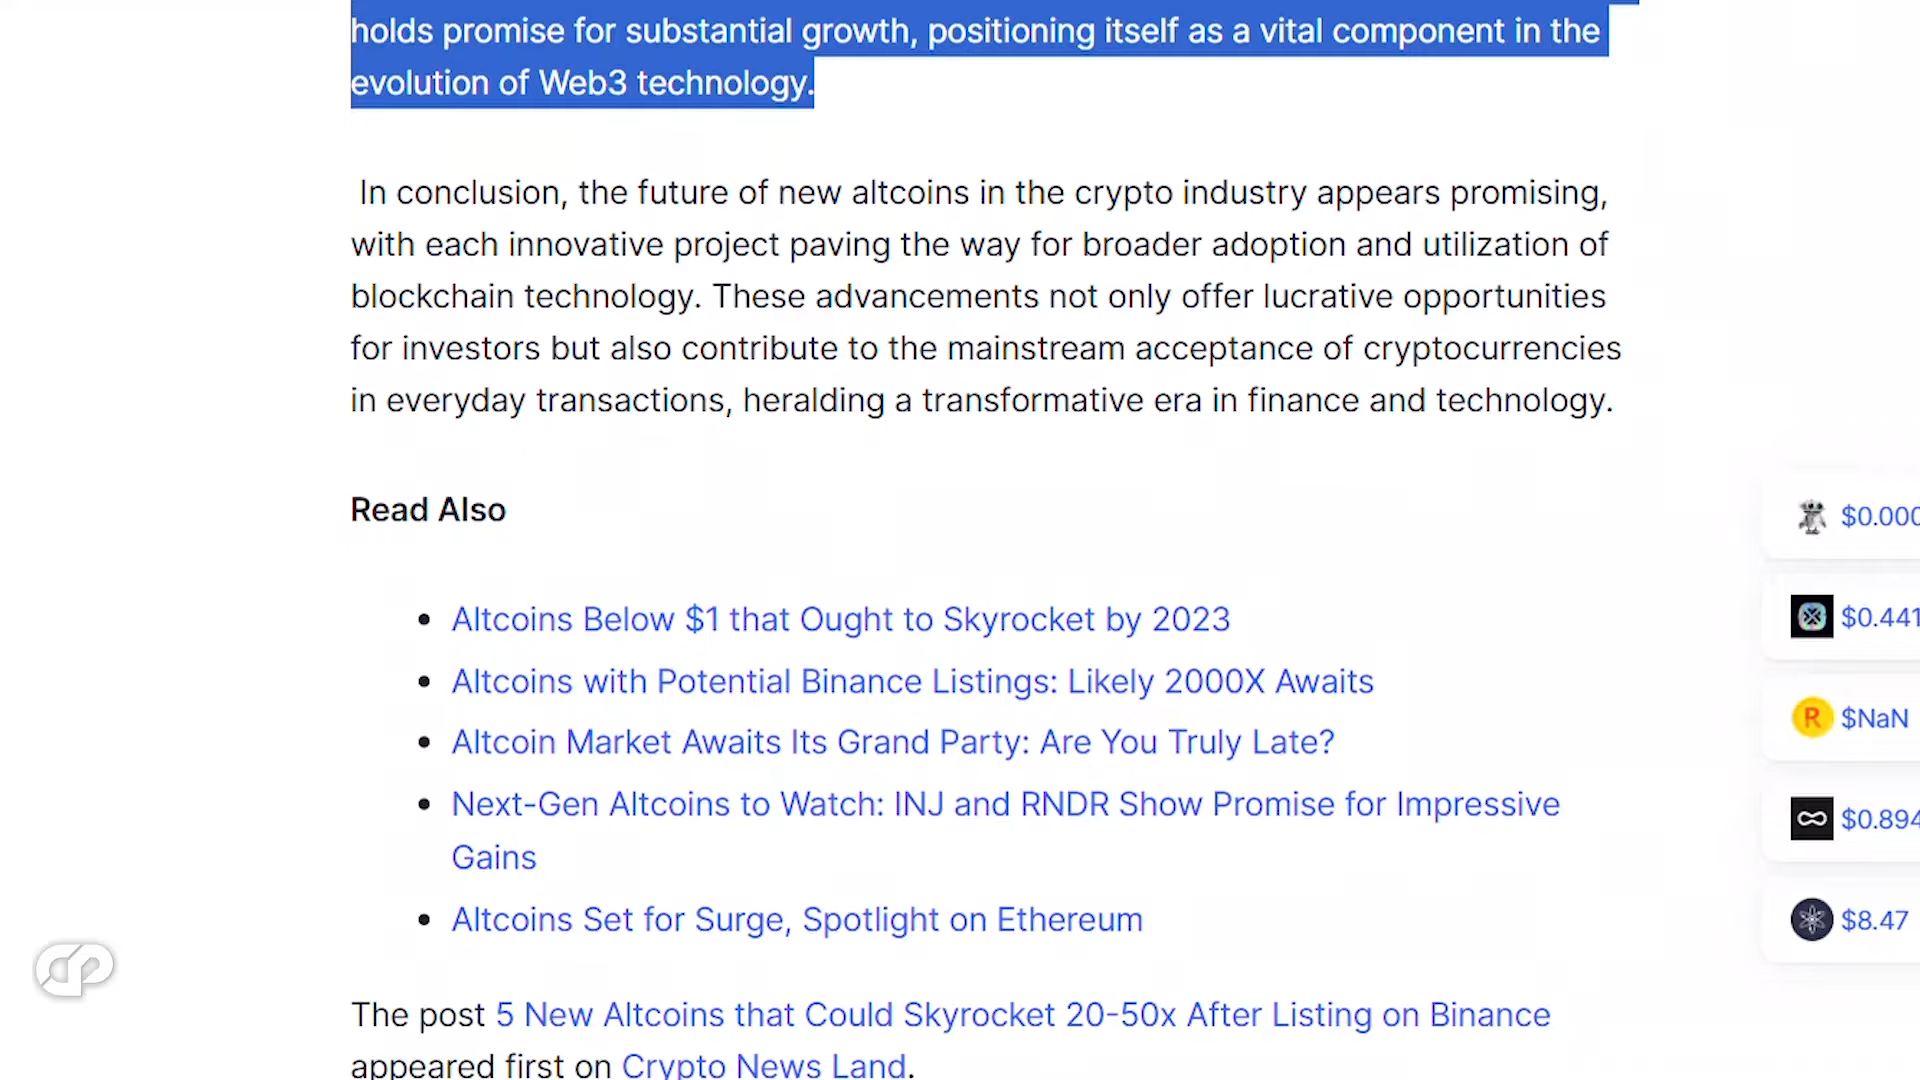 holds promise for substantial growth, positioning itself as a vital component in the
evolution of Web3 technology.
In conclusion, the future of new altcoins in the crypto industry appears promising,
with each innovative project paving the way for broader adoption and utilization of
blockchain technology. These advancements not only offer lucrative opportunities
for investors but also contribute to the mainstream acceptance of cryptocurrencies
in everyday transactions, heralding a transformative era in finance and technology.
Read Also
• Altcoins Below $1 that Ought to Skyrocket by 2023
• Altcoins with Potential Binance Listings: Likely 2000X Awaits
• Altcoin Market Awaits Its Grand Party: Are You Truly Late?
• Next-Gen Altcoins to Watch: INJ and RNDR Show Promise for Impressive
Gains
• Altcoins Set for Surge, Spotlight on Ethereum
The post 5 New Altcoins that Could Skyrocket 20-50x After Listing on Binance
appeared first on Crypto News Land.
$0.000
$0.441
R $NaN
$0.894
$8.47